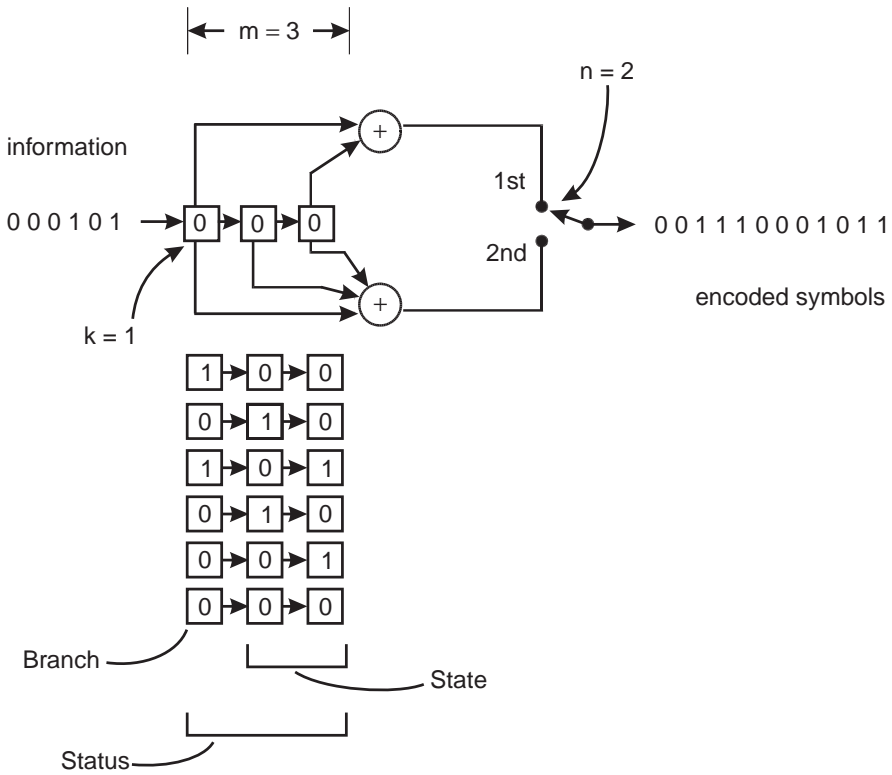 m = 3
n = 2
+
information
1st
0 0 0 1 0 1
0 0 0
0 0 1 1 1 0 0 0 1 0 1 1
2nd
+
encoded symbols
k = 1
1 0 0
0 1 0
1 0 1
0 1 0
0 0 1
0 0 0
Branch
State
Status